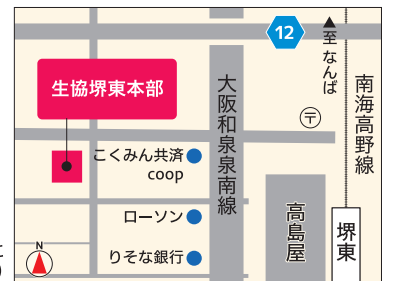 12
▲至 なんば
生協堺東本部
大阪和泉泉南線
南海高野線
〒
こくみん共済
coop
ローソン
高島屋
堺東
りそな銀行
N
に
)